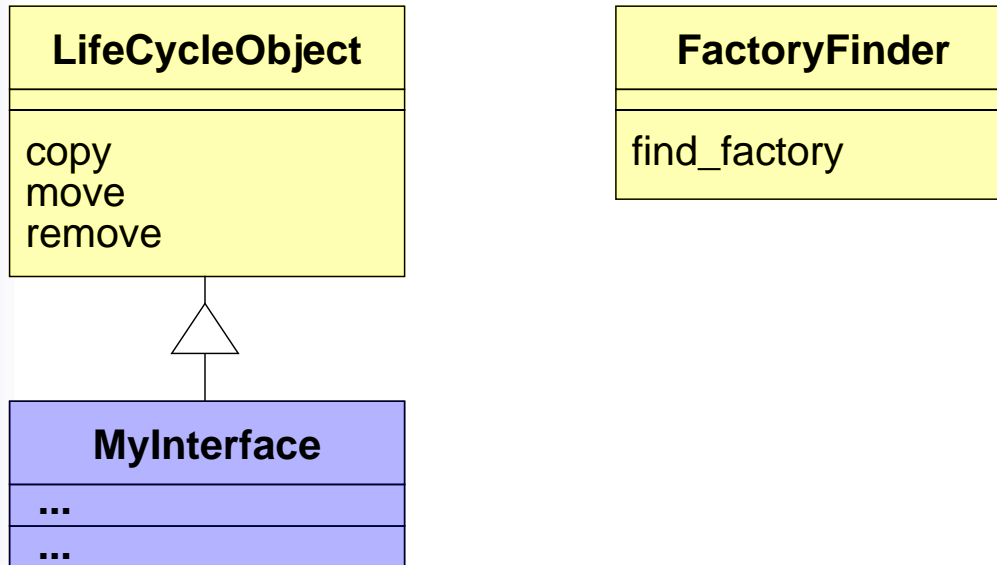 LifeCycleObject
copy
move
remove
FactoryFinder
find_factory
MyInterface
...
...